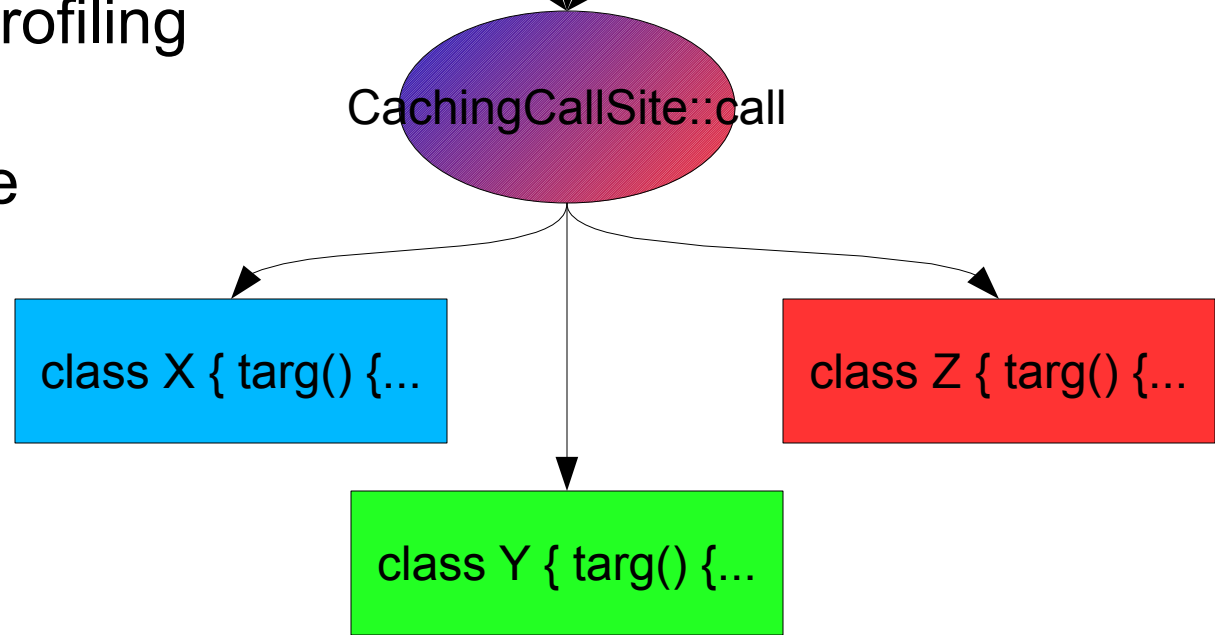 rofiling
CachingCallSite::call
e
class X { targ() {...
class Z { targ() {...
class Y { targ() {...